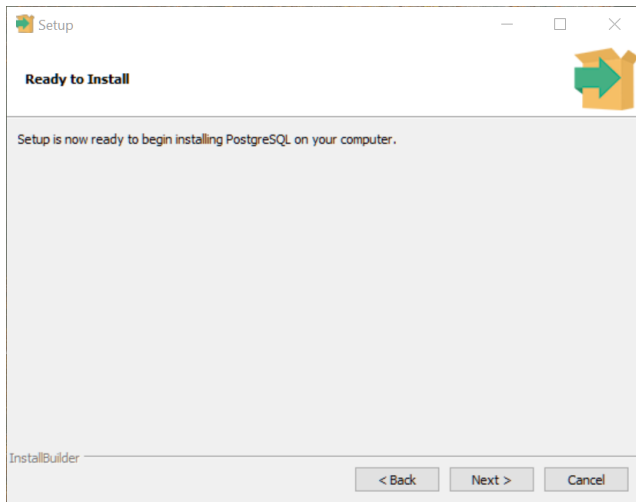 Setup
Ready to Install
Setup is now ready to begin installing PostgreSQL on your computer.
InstallBuilder
< Back
Next >
Cancel